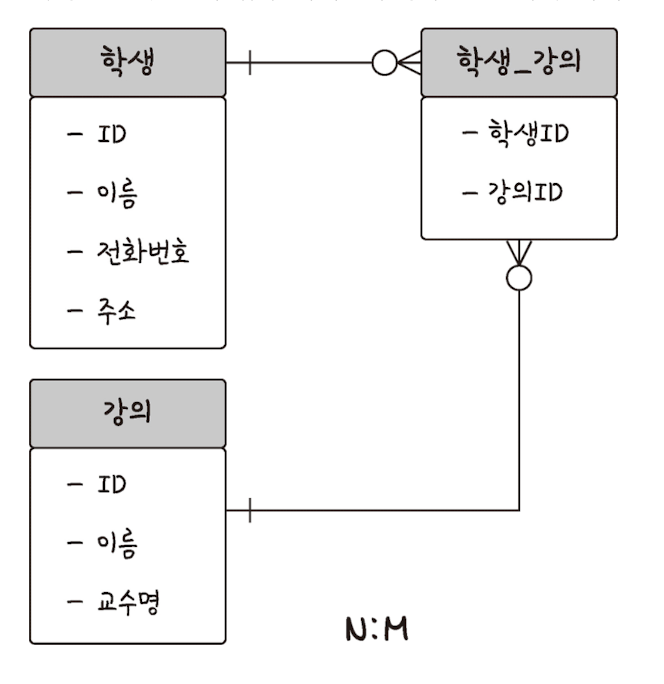 학생
- ID
- 이름
- 전화번호
- 주소
학생_강의
- 학생ID
- 강의ID
강의
- ID
- 이름
- 교수명
N:M